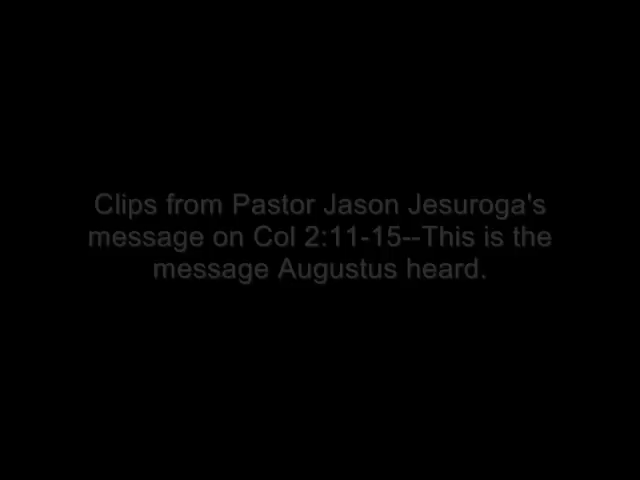 Clips from Pastor Jason Jesuroga's
message on Col 2:11-15--This is the
message Augustus heard.